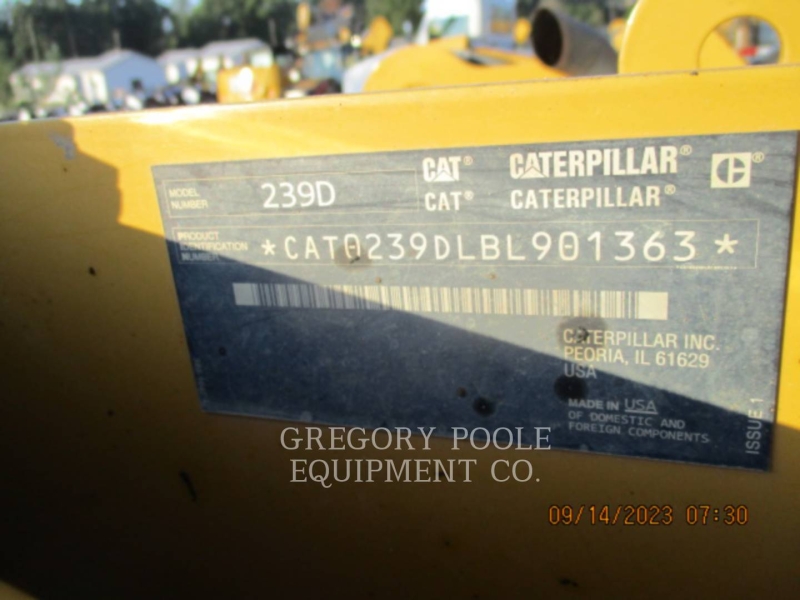 CAT® CATERPILLAR®
MODEL NUMBER 239D
CAT® CATERPILLAR®
PRODUCT IDENTIFICATION NUMBER *CAT0239DLBL901363*
CATERPILLAR INC.
PEORIA, IL 61629
USA
MADE IN USA
OF DOMESTIC AND
FOREIGN COMPONENTS
ISSUE 1
GREGORY POOLE
EQUIPMENT CO.
09/14/2023 07:30